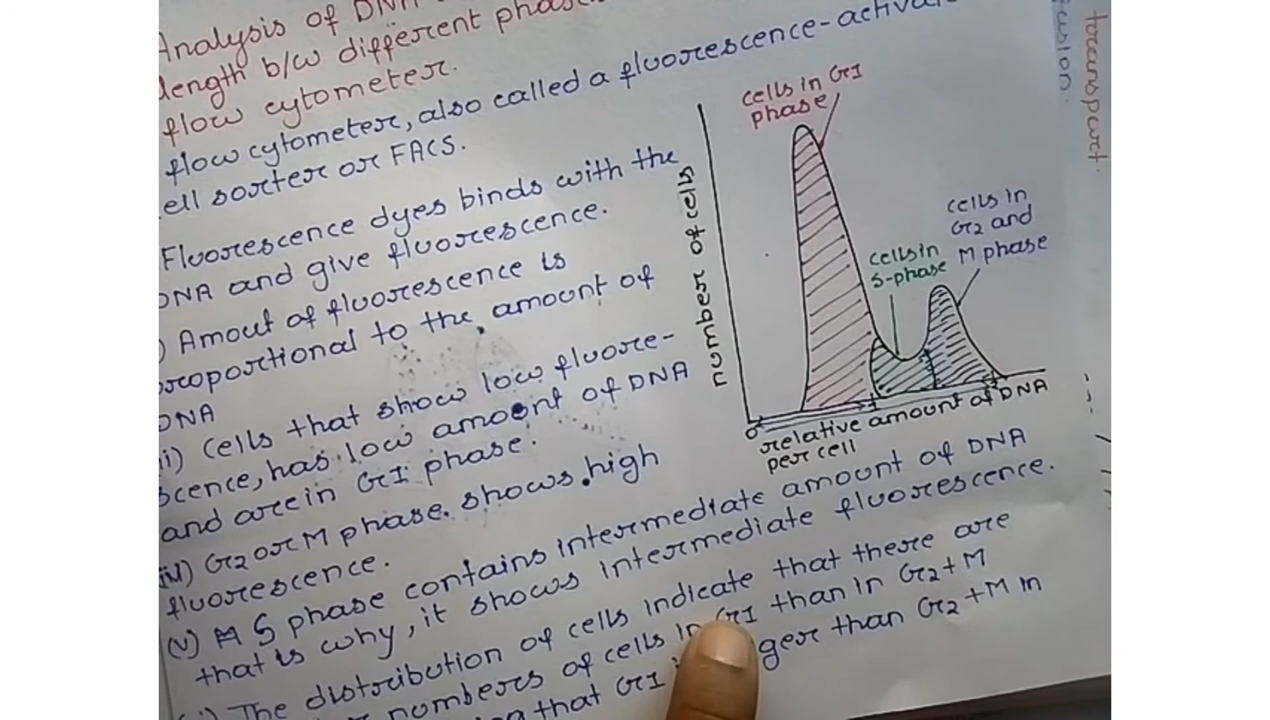 Analysis of DNA
length b/w different phase
flow cytometer.
flow cytometer, also called a fluorescence-activa
ell sorter or FACS.
Fluorescence dyes binds with the
DNA and give fluorescence.
) Amout of fluorescence is
proportional to the amount of
DNA
ii) Cells that show low fluore-
scence, has low amount of DNA
and are in G1 phase.
iv) G2 or M phase shows high
fluorescence.
(v) S phase contains intermediate amount of DNA
that is why, it shows intermediate fluorescence.
The distribution of cells indicate that there are
numbers of cells in G1 than in G2+M
that G1 than G2+M in
cells in G1
phase
cells in
S-phase
cells in
G2 and
M phase
number of cells
0
relative amount of DNA
per cell
transpart
fusion.